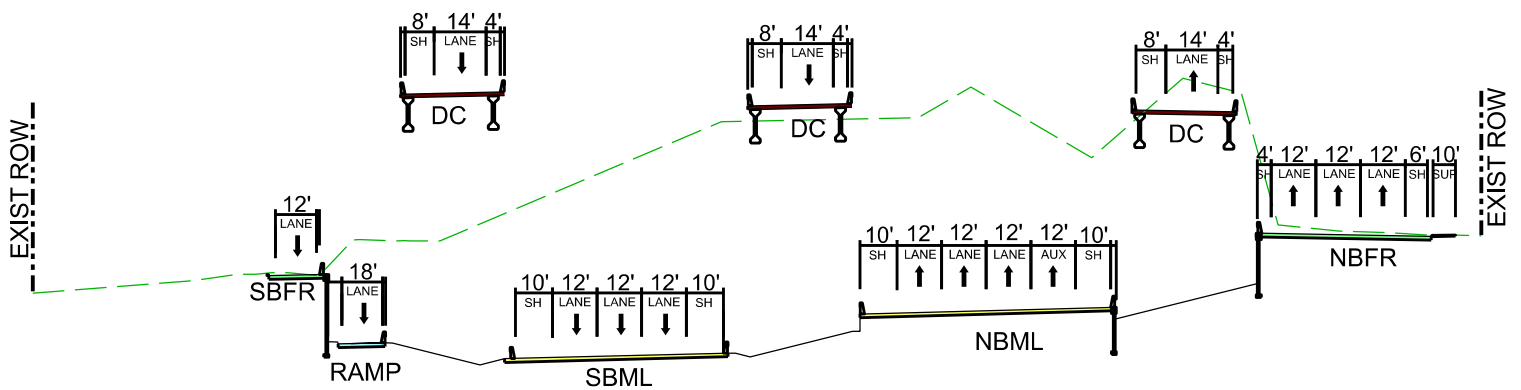 8' 14' 4'
SH LANE SH
DC
8' 14' 4'
SH LANE SH
DC
8' 14' 4'
SH LANE SH
DC
EXIST ROW
EXIST ROW
4' 12' 12' 12' 6' 10'
SH LANE LANE LANE SH SUP
NBFR
12'
LANE
SBFR
18'
LANE
RAMP
10' 12' 12' 12' 10'
SH LANE LANE LANE SH
SBML
10' 12' 12' 12' 12' 10'
SH LANE LANE LANE AUX SH
NBML